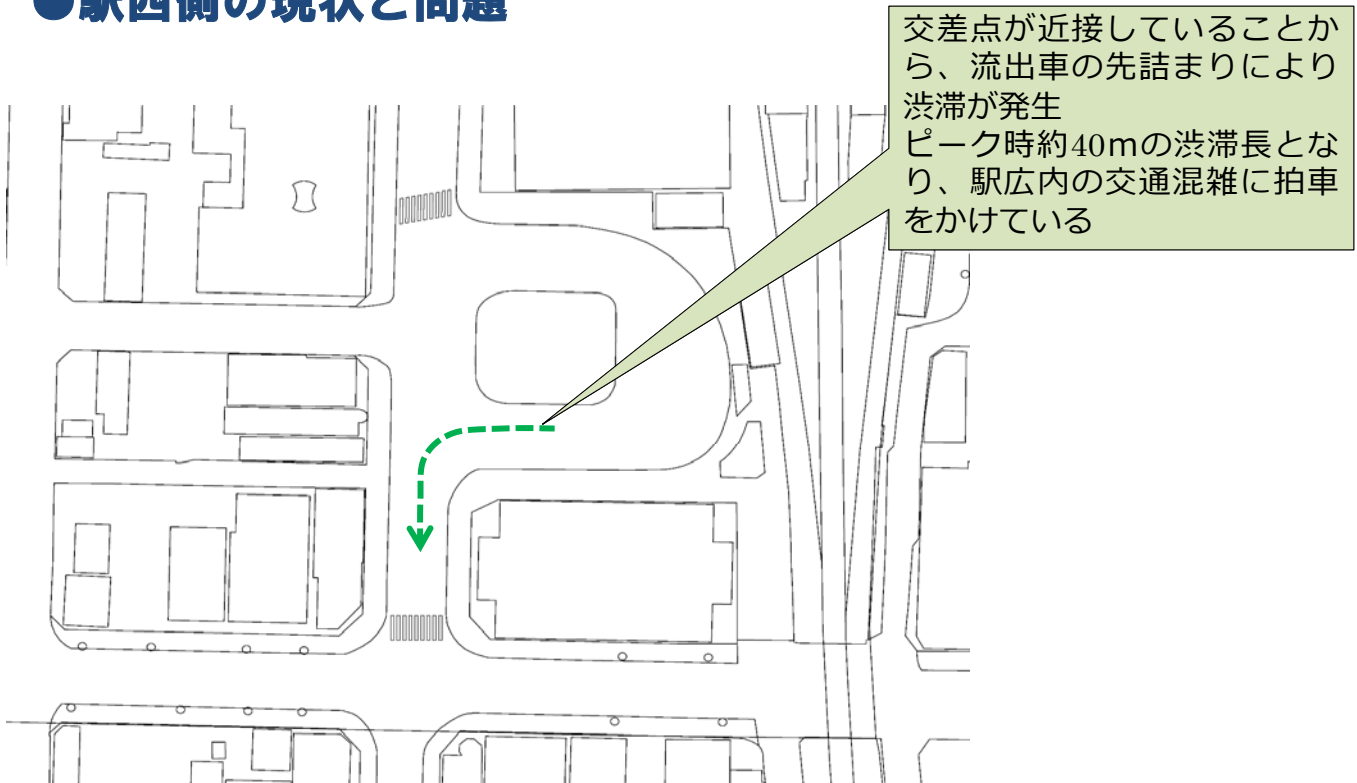 ●駅西側の現状と問題
交差点が近接していることか
ら、流出車の先詰まりにより
渋滞が発生
ピーク時約40mの渋滞長とな
り、駅広内の交通混雑に拍車
をかけている